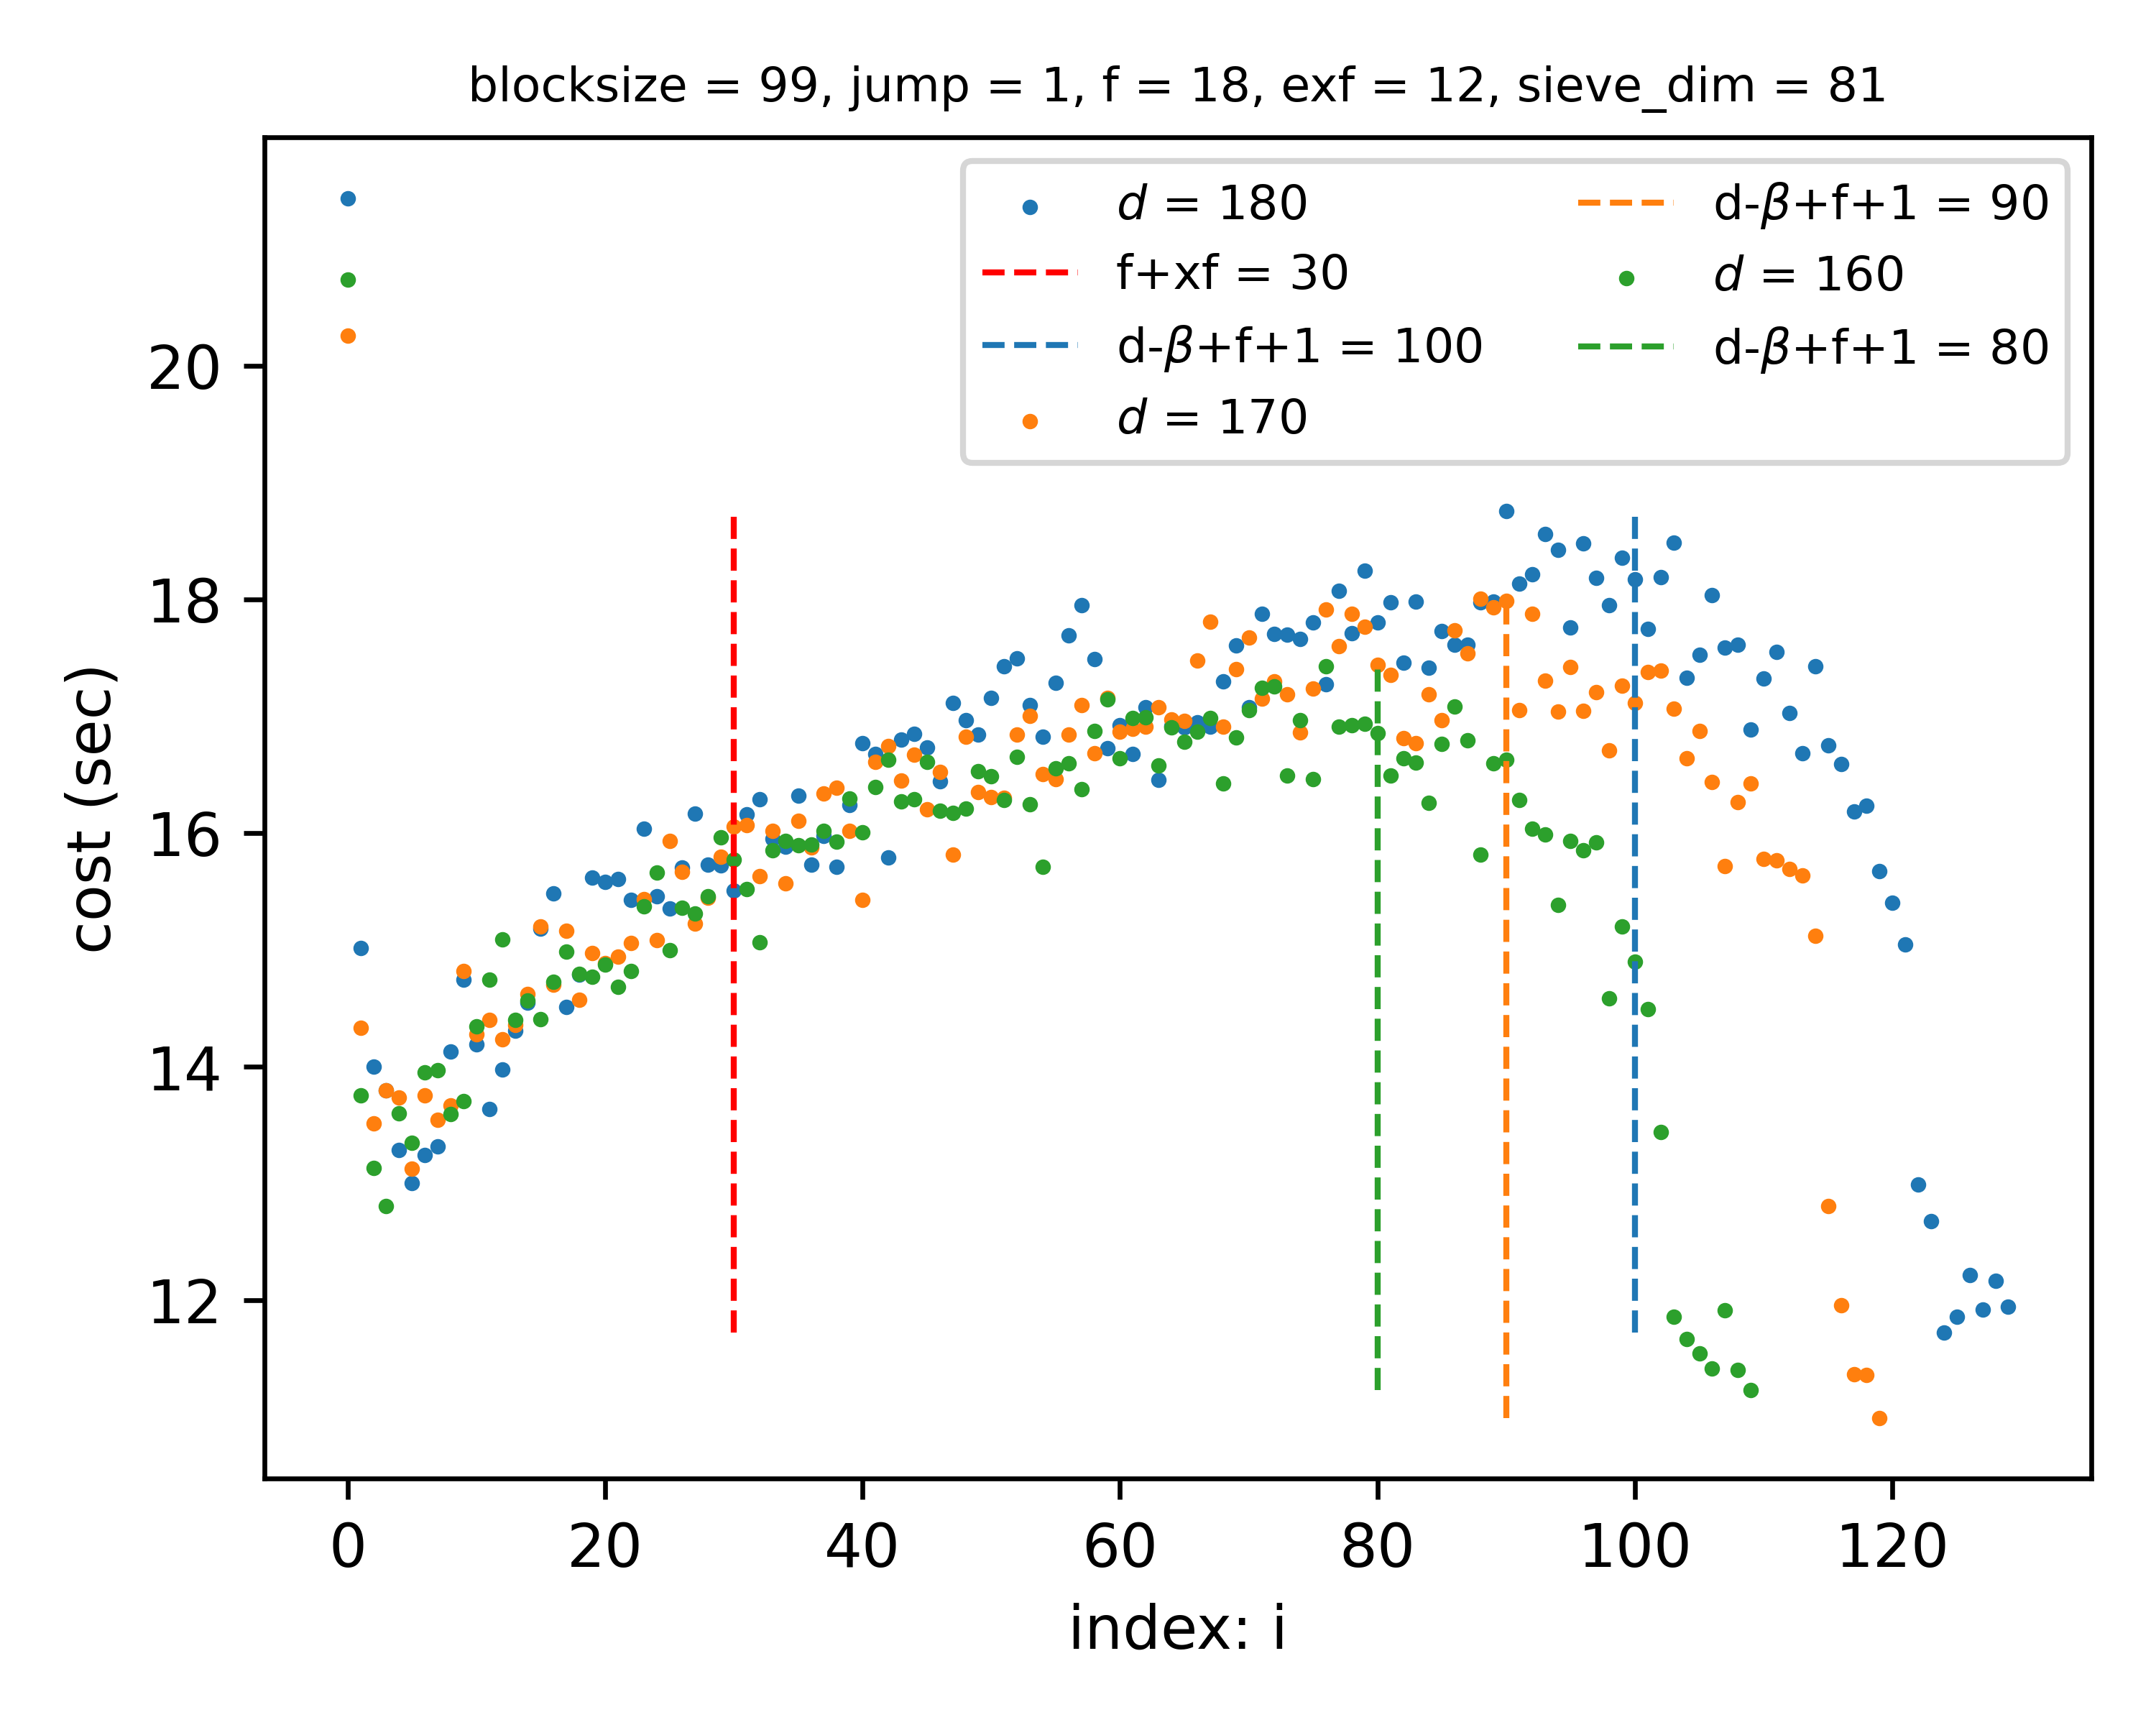 blocksize = 99, jump = 1, f = 18, exf = 12, sieve_dim = 81
d = 180
f+xf = 30
d-β+f+1 = 100
d = 170
d-β+f+1 = 90
d = 160
d-β+f+1 = 80
20
18
16
14
12
cost (sec)
0 20 40 60 80 100 120
index: i